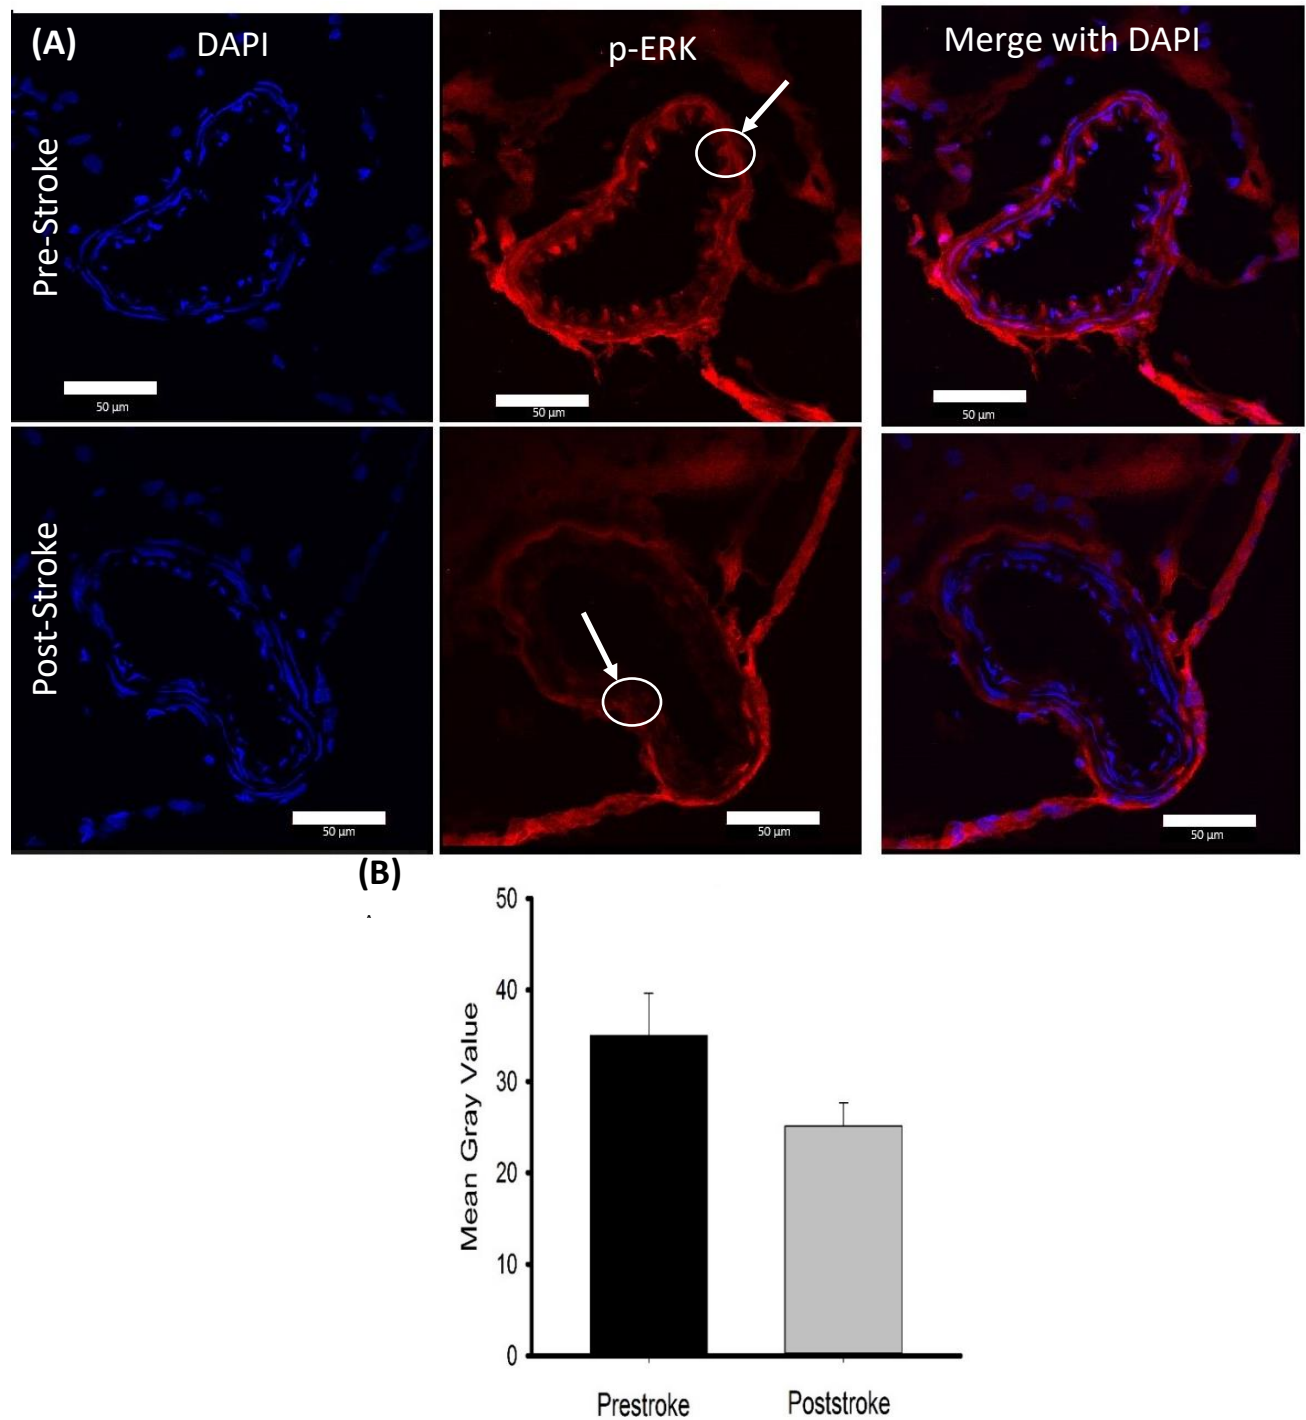 (A)
DAPI
p-ERK
Merge with DAPI
Pre-Stroke
50 µm
50 µm
50 µm
Post-Stroke
50 µm
50 µm
50 µm
(B)
Mean Gray Value
50
40
30
20
10
0
Prestroke
Poststroke